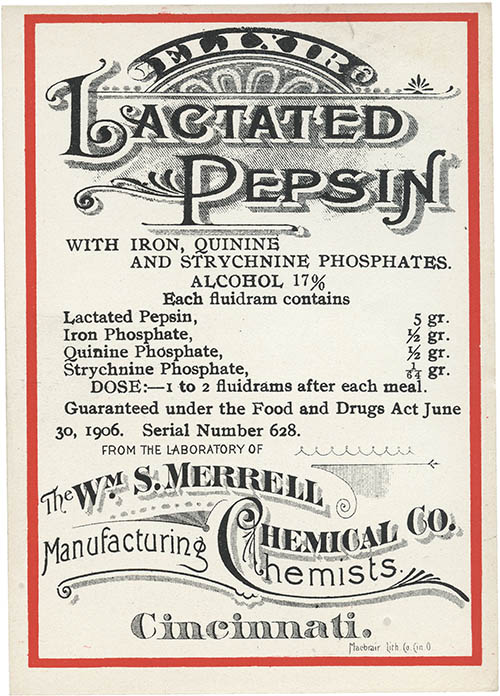 ELIXIR
LACTATED
PEPSIN
WITH IRON, QUININE
AND STRYCHNINE PHOSPHATES.
ALCOHOL 17%
Each fluidram contains
Lactated Pepsin, 5 gr.
Iron Phosphate, ½ gr.
Quinine Phosphate, ½ gr.
Strychnine Phosphate, 1/64 gr.
DOSE:—1 to 2 fluidrams after each meal.
Guaranteed under the Food and Drugs Act June
30, 1906. Serial Number 628.
FROM THE LABORATORY OF
The WM S. MERRELL
CHEMICAL CO.
Manufacturing Chemists.
Cincinnati.
Macbrair Lith. Co. Cin. O.